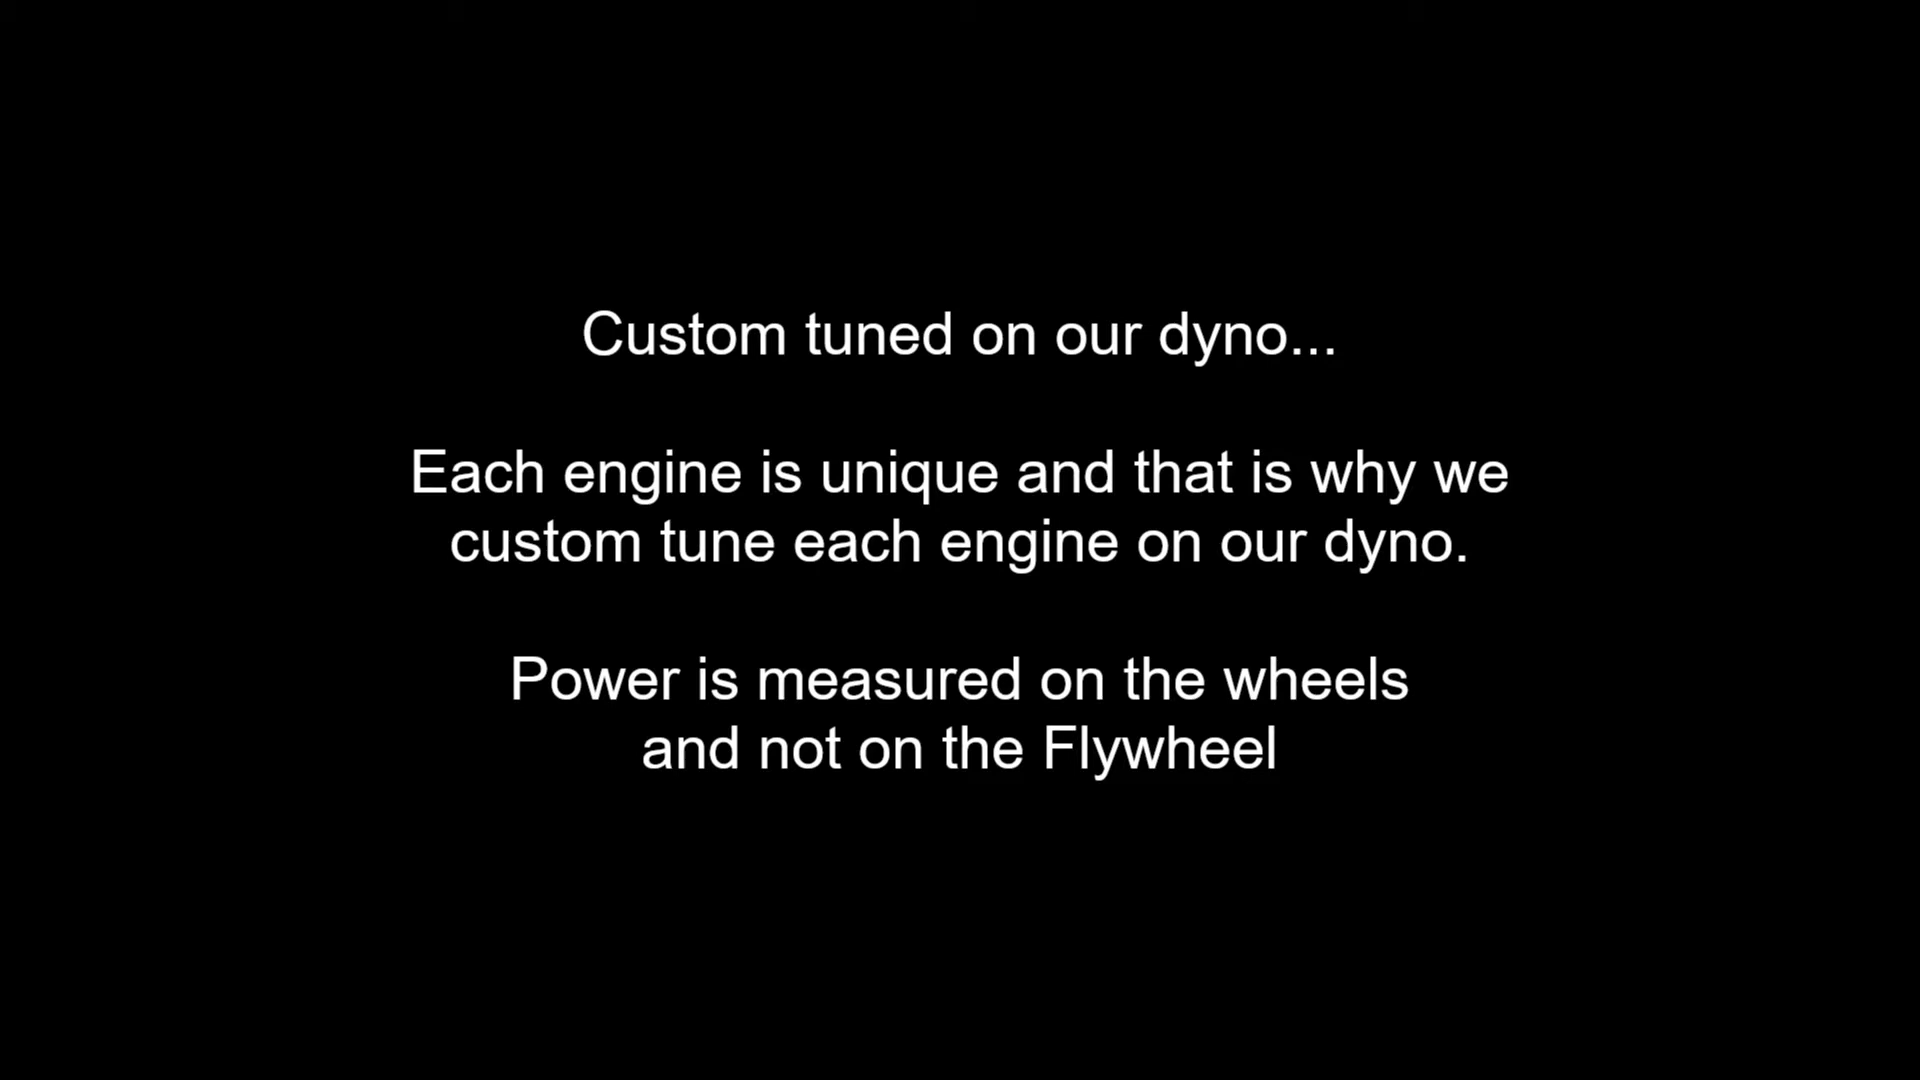 Custom tuned on our dyno...
Each engine is unique and that is why we
custom tune each engine on our dyno.
Power is measured on the wheels
and not on the Flywheel